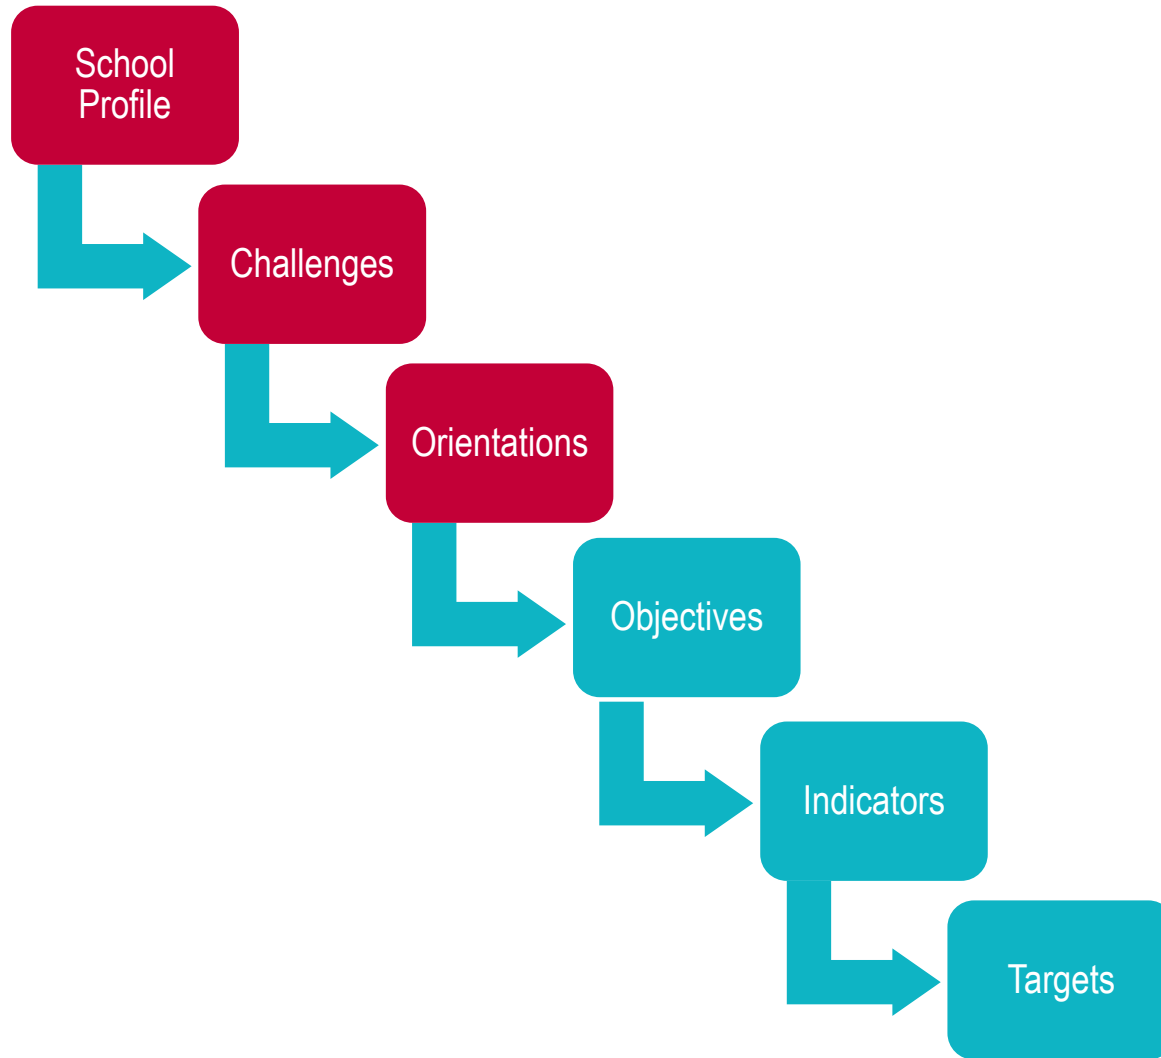 School
Profile
Challenges
Orientations
Objectives
Indicators
Targets